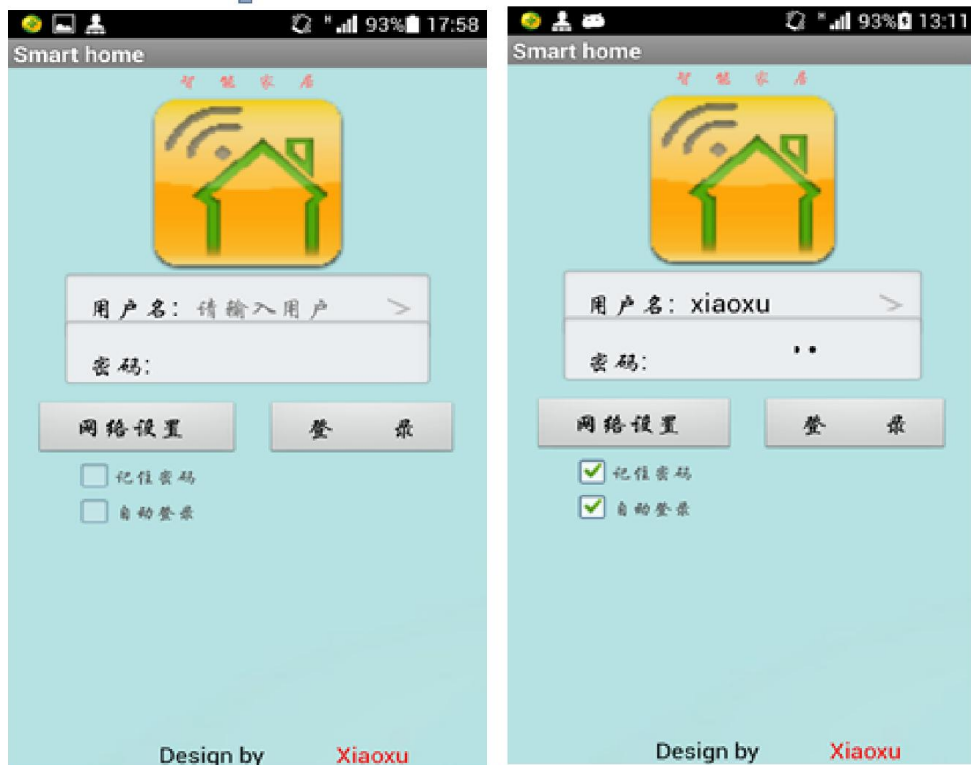 93% 17:58
Smart home
智 能 家 居
用户名: 请输入用户 >
密码:
网络设置 登 录
记住密码
自动登录
Design by Xiaoxu
93% 13:11
Smart home
智 能 家 居
用户名: xiaoxu >
密码:
网络设置 登 录
记住密码
自动登录
Design by Xiaoxu